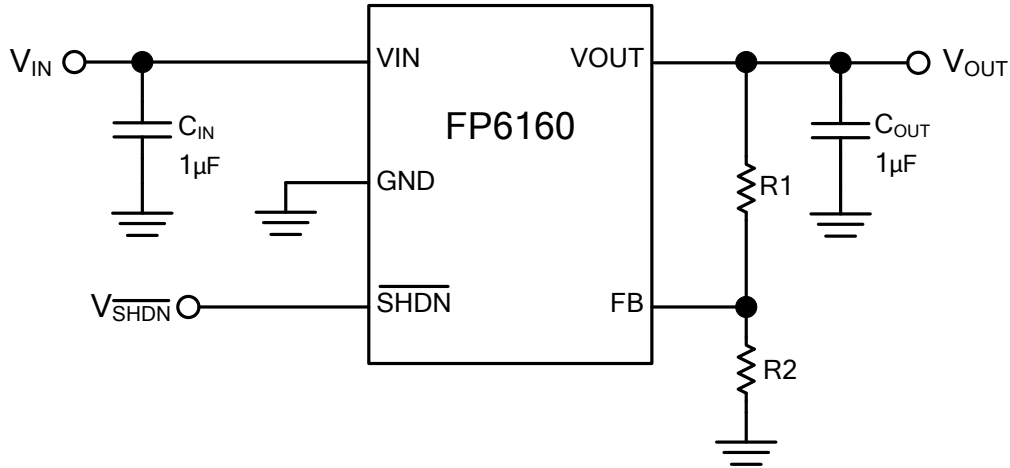 VIN
VIN
VOUT
VOUT
FP6160
CIN
1μF
COUT
1μF
GND
R1
VSHDN
SHDN
FB
R2